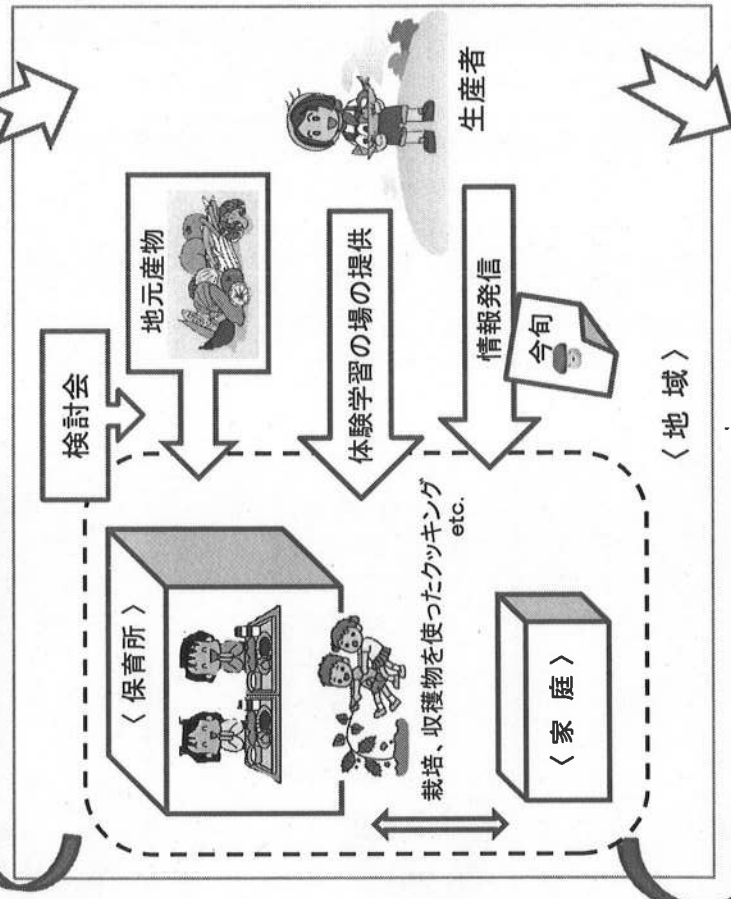 検討会
地元産物
生産者
〈保育所〉
体験学習の場の提供
情報発信
今旬
栽培、収穫物を使ったクッキング
etc.
〈家庭〉
〈地域〉